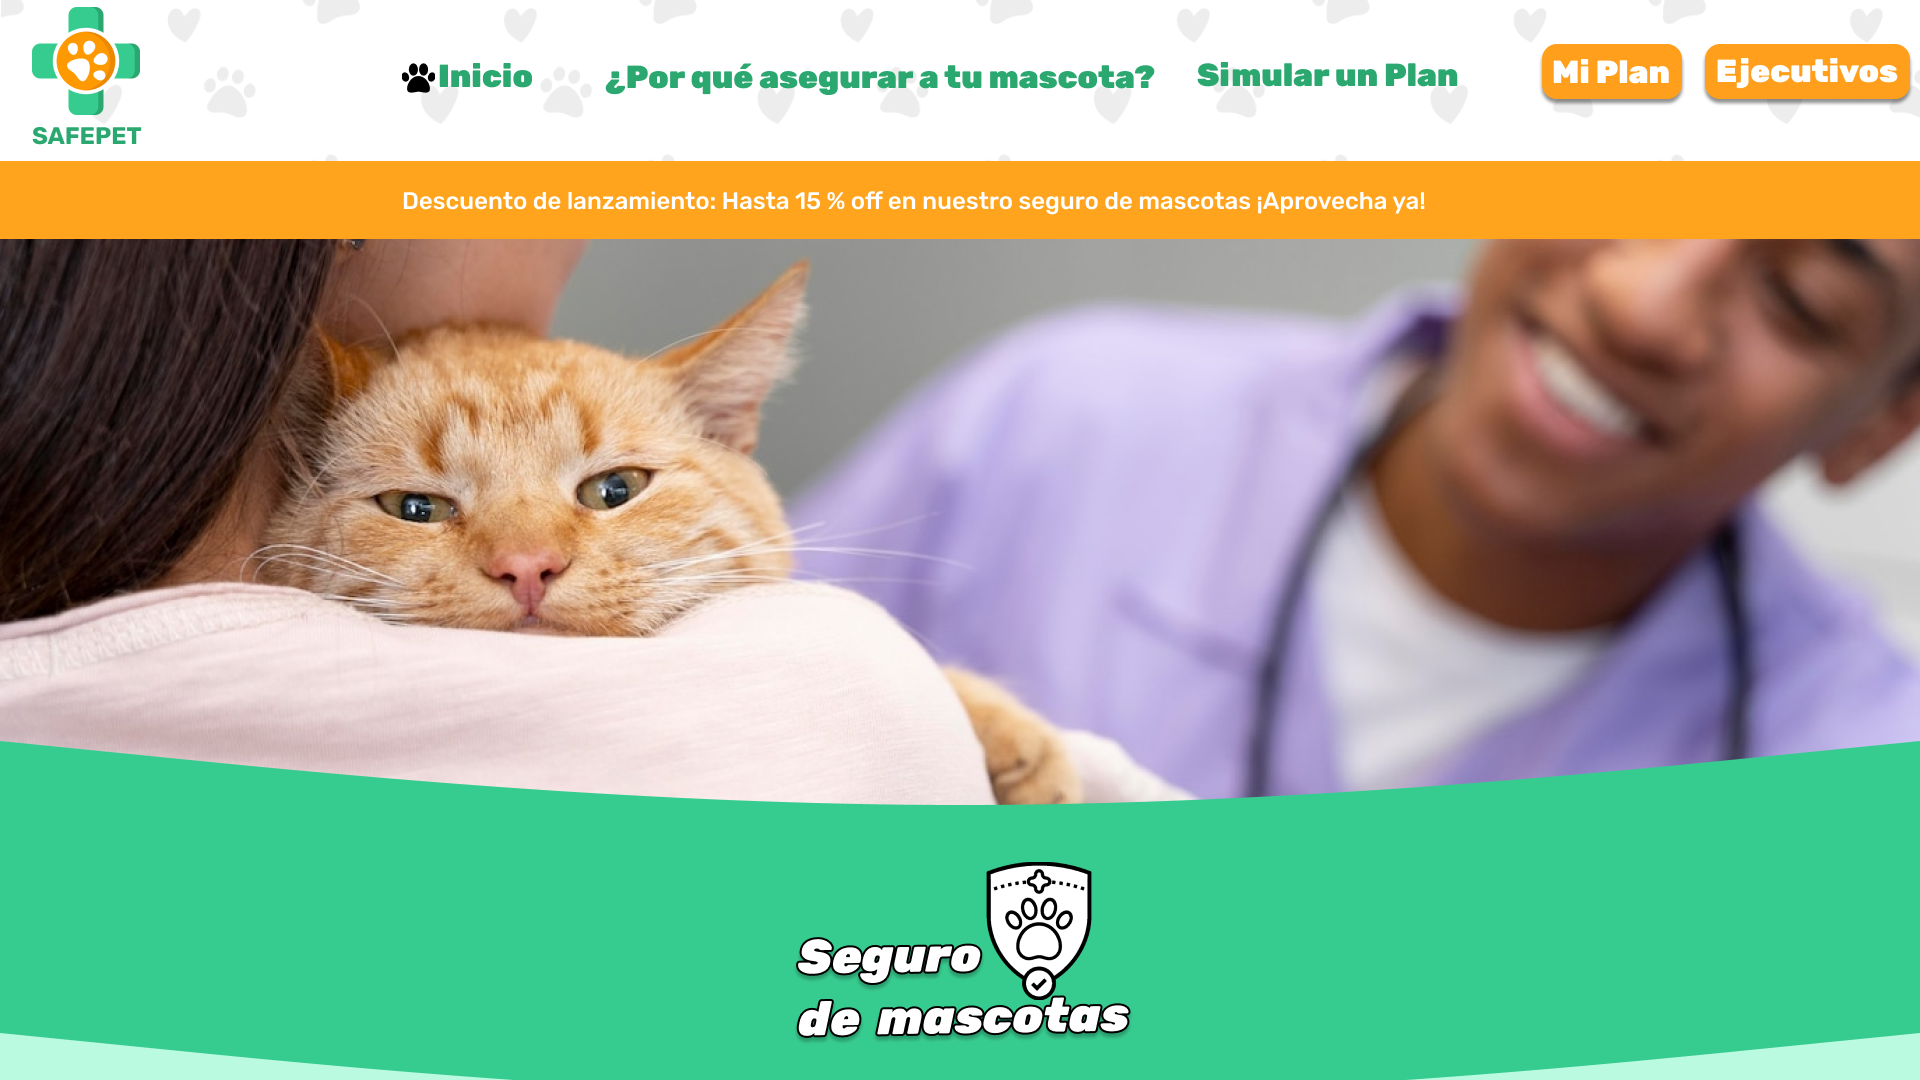 Inicio
¿Por qué asegurar a tu mascota?
Simular un Plan
Mi Plan
Ejecutivos
SAFEPET
Descuento de lanzamiento: Hasta 15 % off en nuestro seguro de mascotas ¡Aprovecha ya!
Seguro
de mascotas